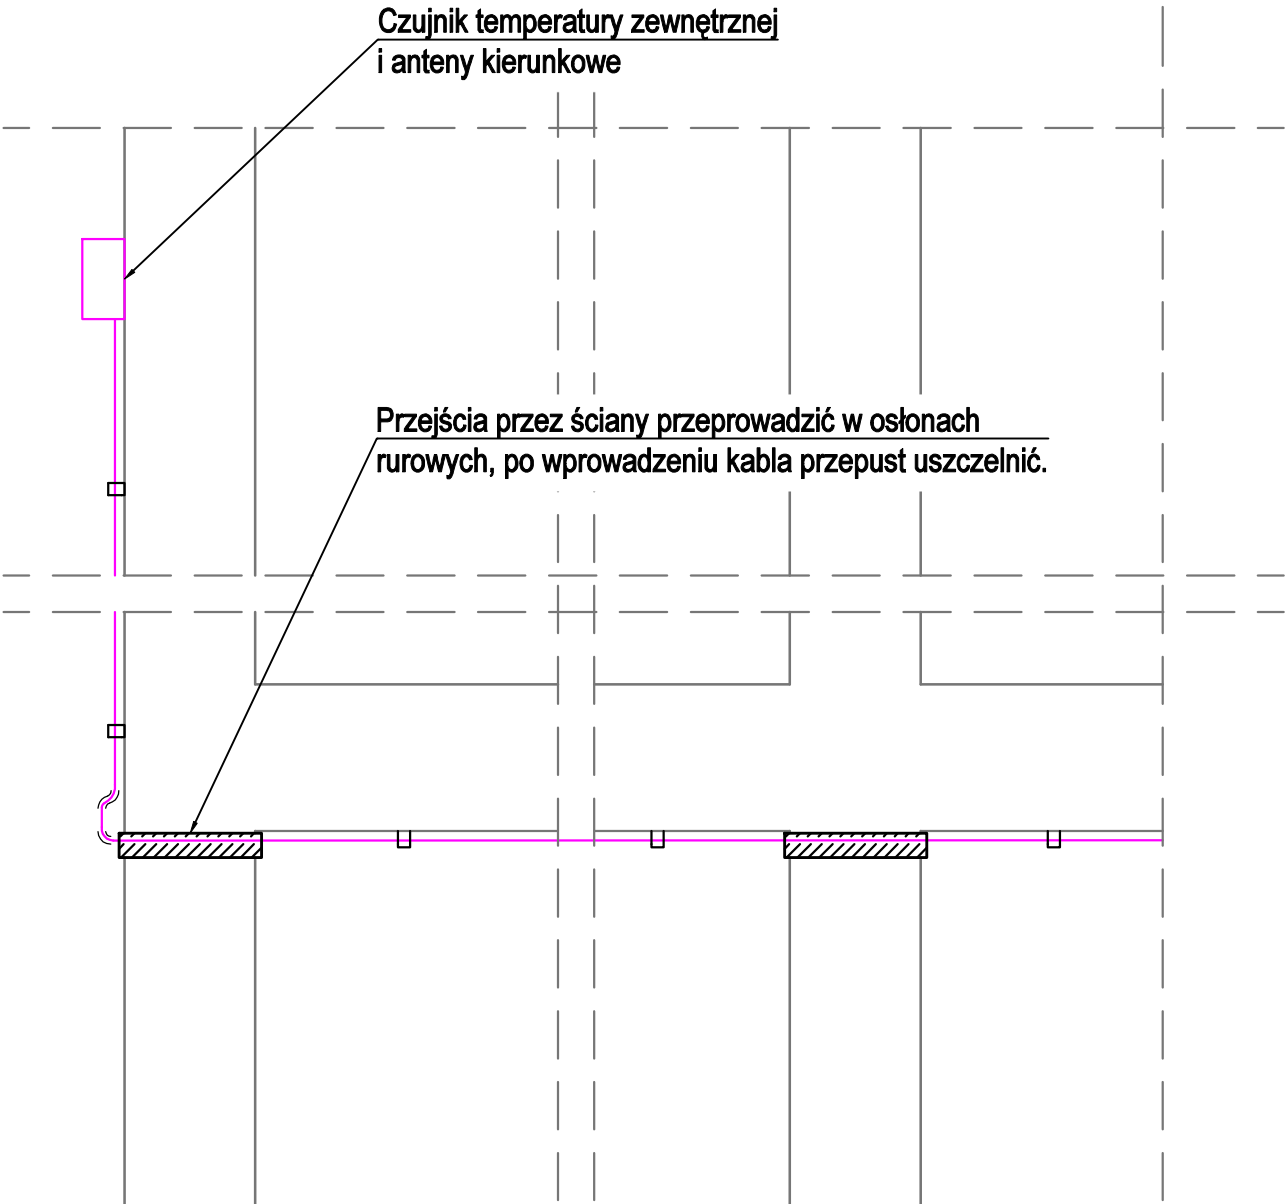 Czujnik temperatury zewnętrznej
i anteny kierunkowe
Przejścia przez ściany przeprowadzić w osłonach
rurowych, po wprowadzeniu kabla przepust uszczelnić.